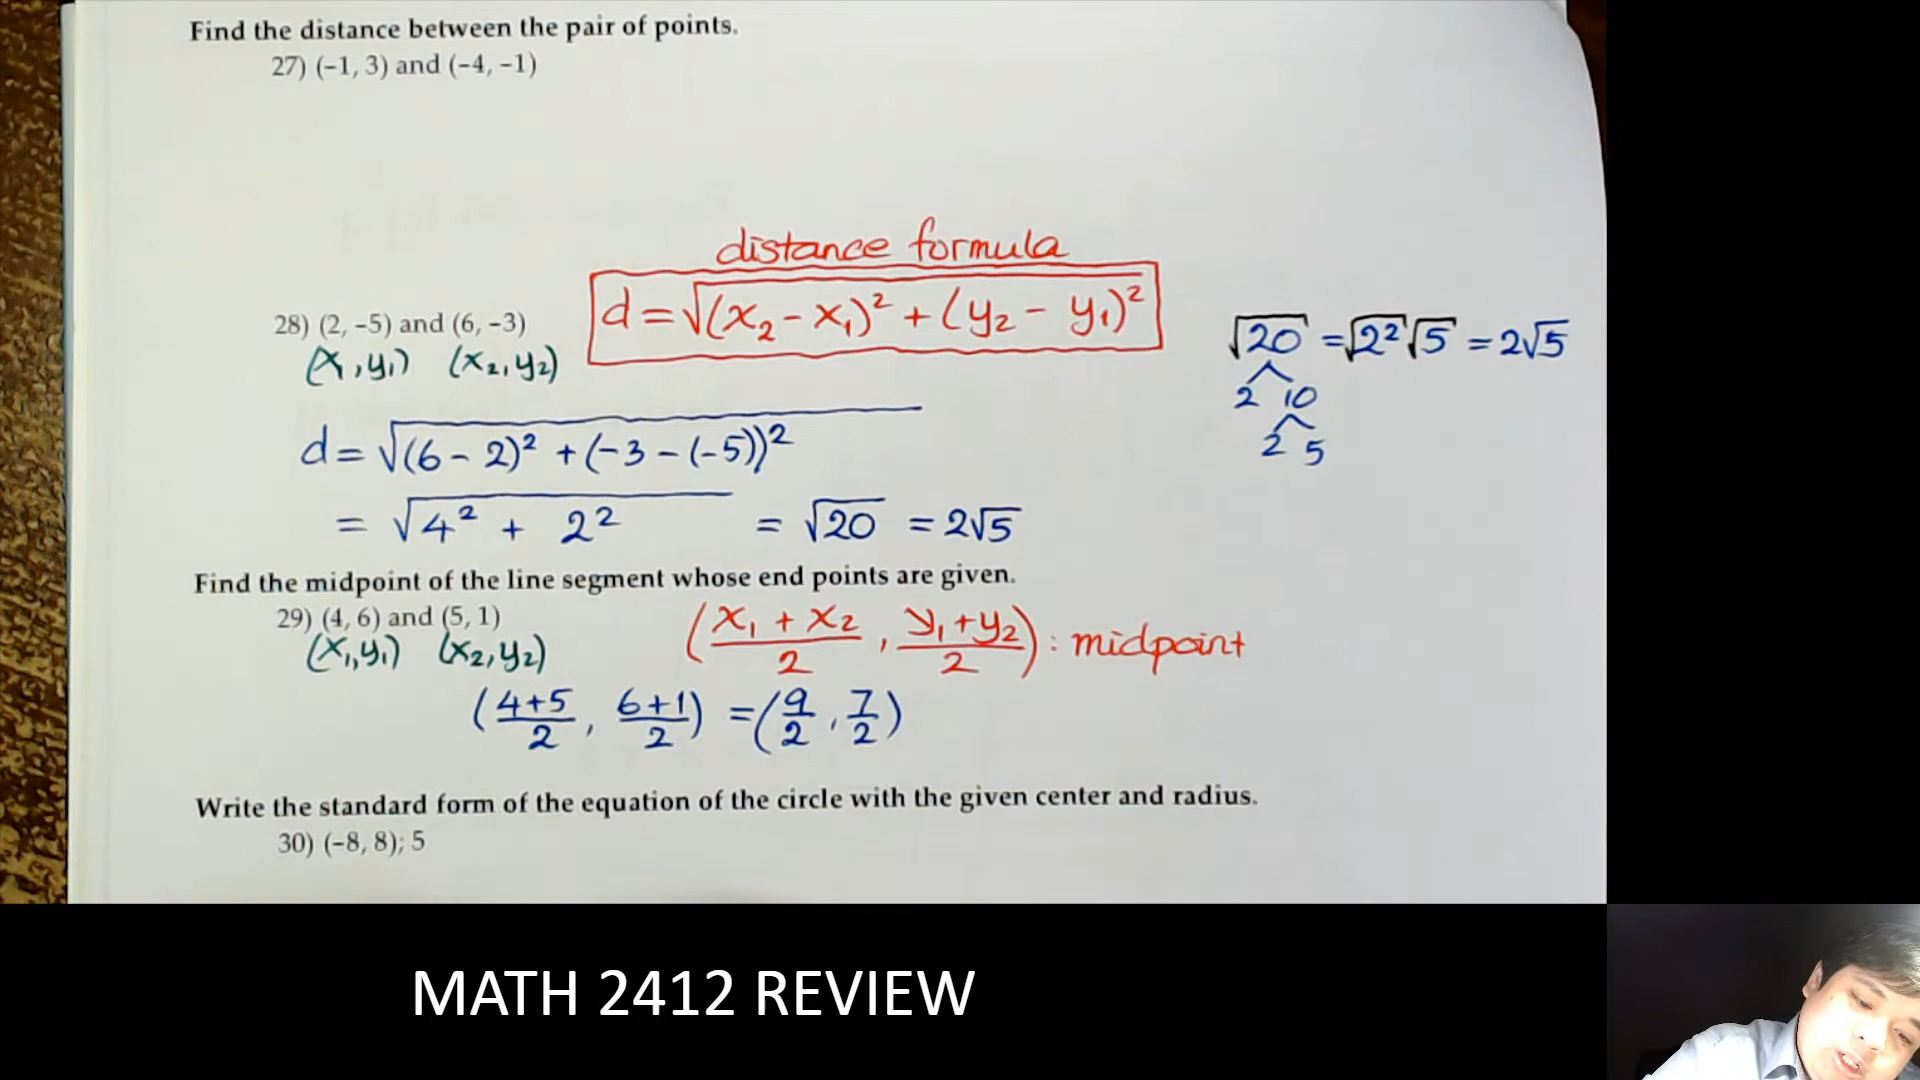 Find the distance between the pair of points.
27) (−1, 3) and (−4, −1)
distance formula
d = √(x₂ − x₁)² + (y₂ − y₁)²
28) (2, −5) and (6, −3)
(x₁, y₁) (x₂, y₂)
√20 = √2² √5 = 2√5
2 10
2 5
d = √(6 − 2)² + (−3 − (−5))²
= √4² + 2² = √20 = 2√5
Find the midpoint of the line segment whose end points are given.
29) (4, 6) and (5, 1)
(x₁, y₁) (x₂, y₂)
(x₁ + x₂/2, y₁ + y₂/2) : midpoint
(4+5/2, 6+1/2) = (9/2, 7/2)
Write the standard form of the equation of the circle with the given center and radius.
30) (−8, 8); 5
MATH 2412 REVIEW